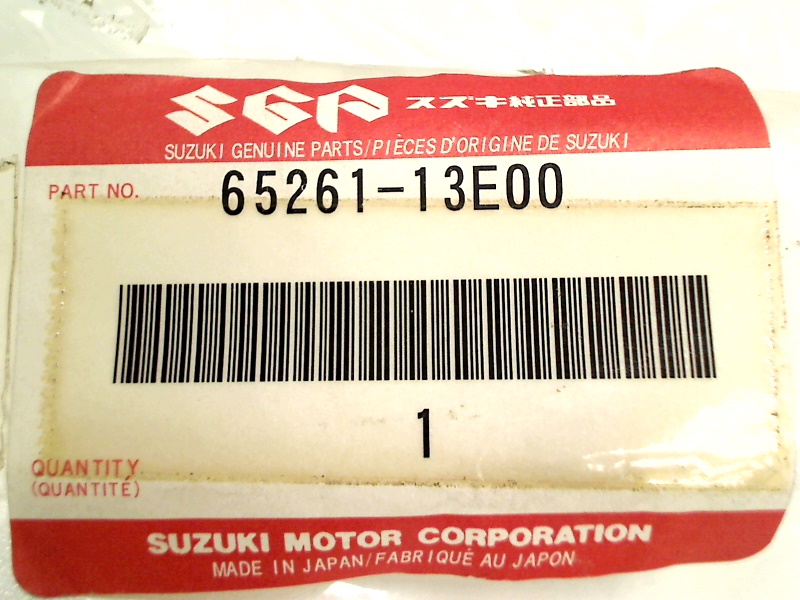 SGP スズキ純正部品
SUZUKI GENUINE PARTS/PIÈCES D'ORIGINE DE SUZUKI
PART NO. 65261-13E00
1
QUANTITY
(QUANTITÉ)
SUZUKI MOTOR CORPORATION
MADE IN JAPAN/FABRIQUÉ AU JAPON